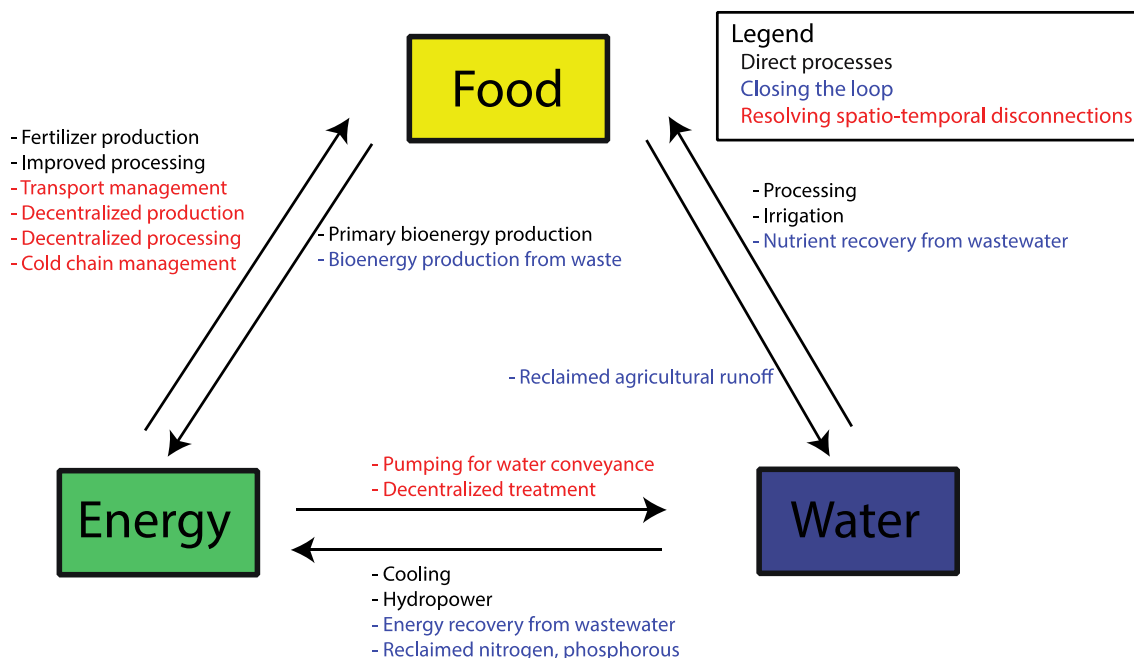 Food
Legend
Direct processes
Closing the loop
Resolving spatio-temporal disconnections
- Fertilizer production
- Improved processing
- Transport management
- Decentralized production
- Decentralized processing
- Cold chain management
- Primary bioenergy production
- Bioenergy production from waste
- Processing
- Irrigation
- Nutrient recovery from wastewater
- Reclaimed agricultural runoff
- Pumping for water conveyance
- Decentralized treatment
Energy
Water
- Cooling
- Hydropower
- Energy recovery from wastewater
- Reclaimed nitrogen, phosphorous